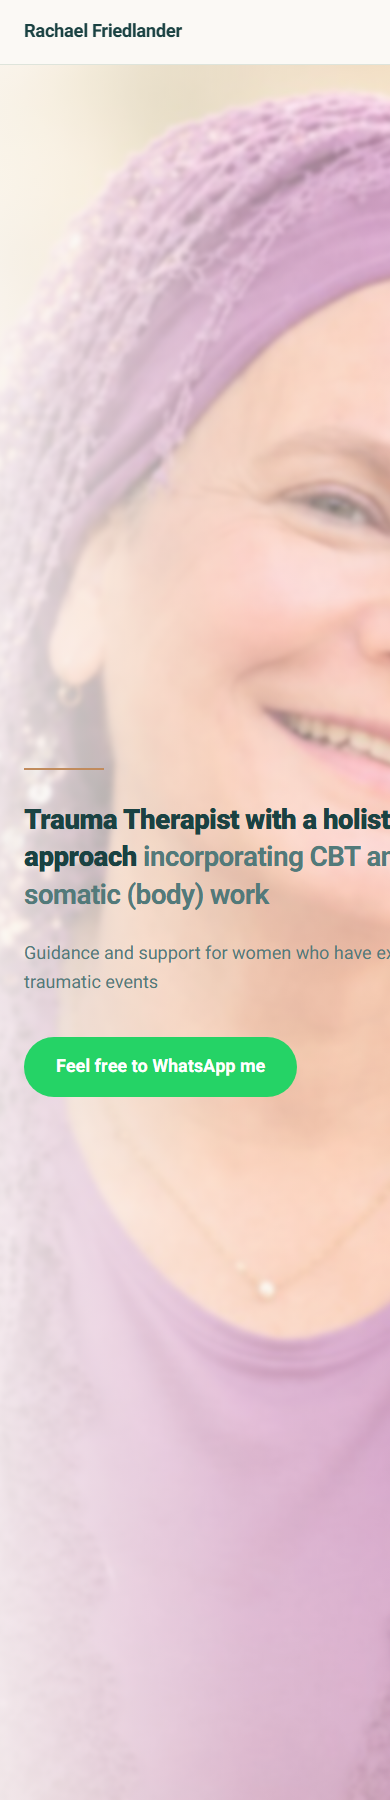 Rachael Friedlander
Trauma Therapist with a holist
approach incorporating CBT an
somatic (body) work
Guidance and support for women who have ex
traumatic events
Feel free to WhatsApp me